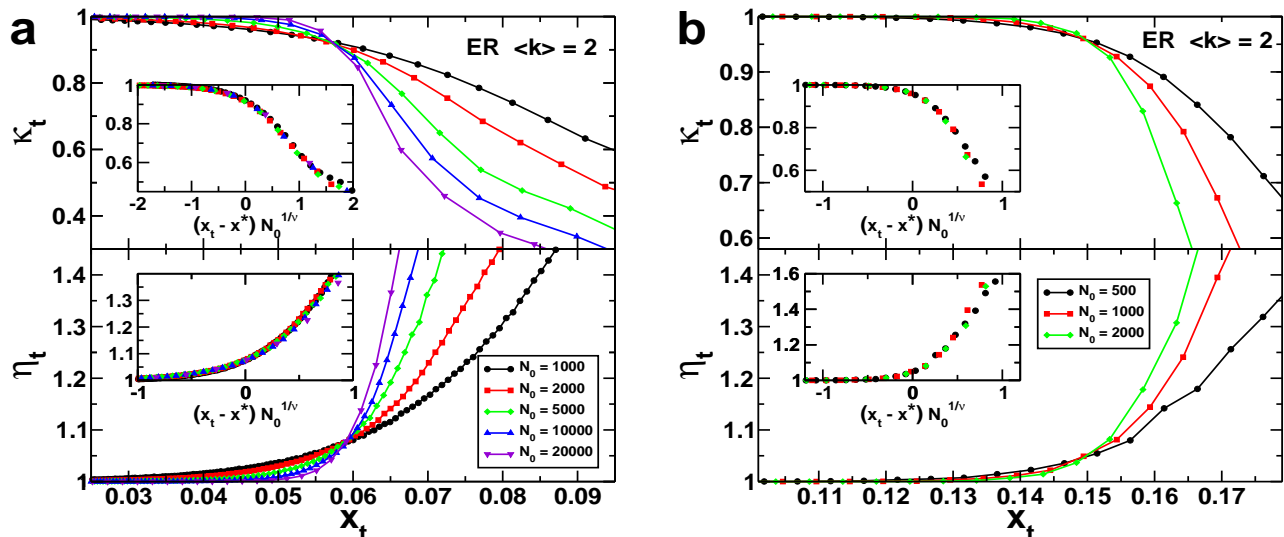 a
ER <k> = 2
κt
1
0.9
0.8
0.7
0.6
0.5
0.4
1
0.8
0.6
-2
-1
0
1
2
(xt - x*) N0^1/ν
ηt
1.4
1.3
1.2
1.1
1
1.3
1.2
1.1
1
-1
0
1
(xt - x*) N0^1/ν
N0 = 1000
N0 = 2000
N0 = 5000
N0 = 10000
N0 = 20000
0.03
0.04
0.05
0.06
0.07
0.08
0.09
xt
b
ER <k> = 2
κt
1
0.9
0.8
0.7
0.6
1
0.8
0.6
-1
0
1
(xt - x*) N0^1/ν
ηt
1.4
1.3
1.2
1.1
1
1.6
1.4
1.2
1
-1
0
1
(xt - x*) N0^1/ν
N0 = 500
N0 = 1000
N0 = 2000
0.11
0.12
0.13
0.14
0.15
0.16
0.17
xt